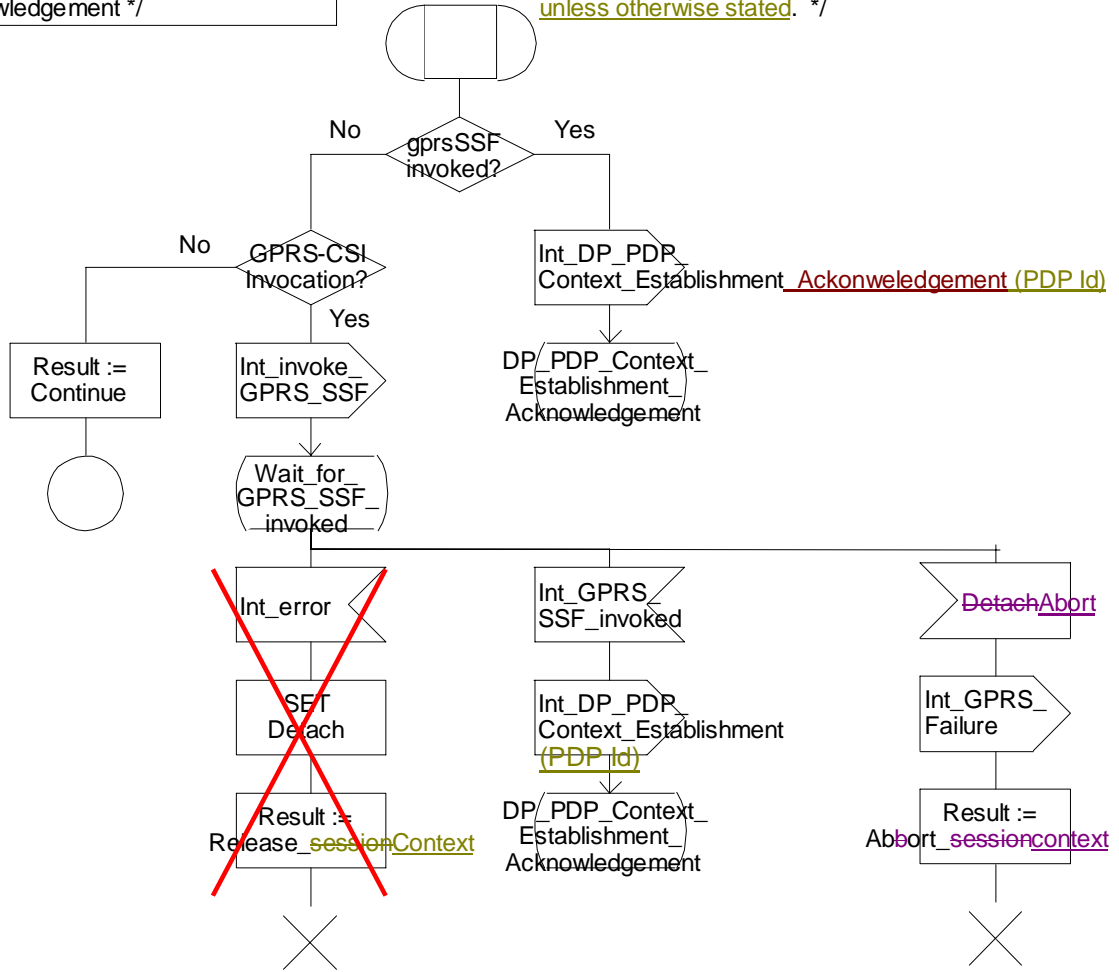 wledgement */
unless otherwise stated.  */
No
gprsSSF
invoked?
Yes
No
GPRS-CSI
Invocation?
Yes
Int_DP_PDP_
Context_Establishment_Ackonweledgement (PDP Id)
Result :=
Continue
Int_invoke_
GPRS_SSF
DP_PDP_Context_
Establishment_
Acknowledgement
Wait_for_
GPRS_SSF_
invoked
Int_error
Int_GPRS_
SSF_invoked
DetachAbort
SET
Detach
Int_DP_PDP_
Context_Establishment
(PDP Id)
Int_GPRS_
Failure
Result :=
Release_sessionContext
DP_PDP_Context_
Establishment_
Acknowledgement
Result :=
Abbort_sessioncontext